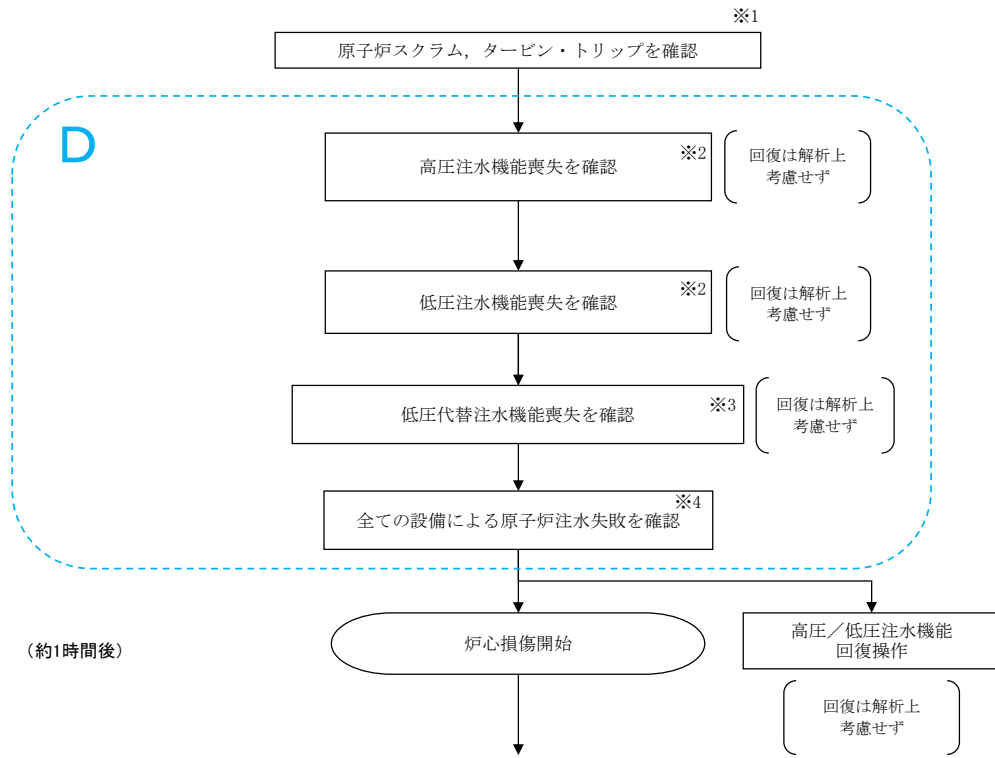 ※1
原子炉スクラム，タービン・トリップを確認
D
高圧注水機能喪失を確認
※2
回復は解析上
考慮せず
低圧注水機能喪失を確認
※2
回復は解析上
考慮せず
低圧代替注水機能喪失を確認
※3
回復は解析上
考慮せず
全ての設備による原子炉注水失敗を確認
※4
（約1時間後）
炉心損傷開始
高圧／低圧注水機能
回復操作
回復は解析上
考慮せず